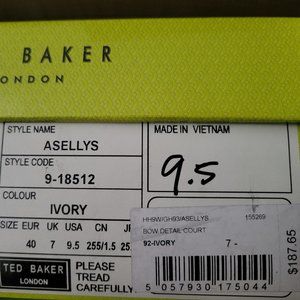 BAKER
LONDON
STYLE NAME
ASELLYS
STYLE CODE
9-18512
COLOUR
IVORY
SIZE EUR UK USA CN JP
40 7 9.5 255/1.5
MADE IN VIETNAM
9.5
HH9W/GH93/ASELLYS 155269
BOW DETAIL COURT
92-IVORY 7 -
$187.65
5 057930 175044
TED BAKER
LONDON
PLEASE
TREAD
CAREFULLY